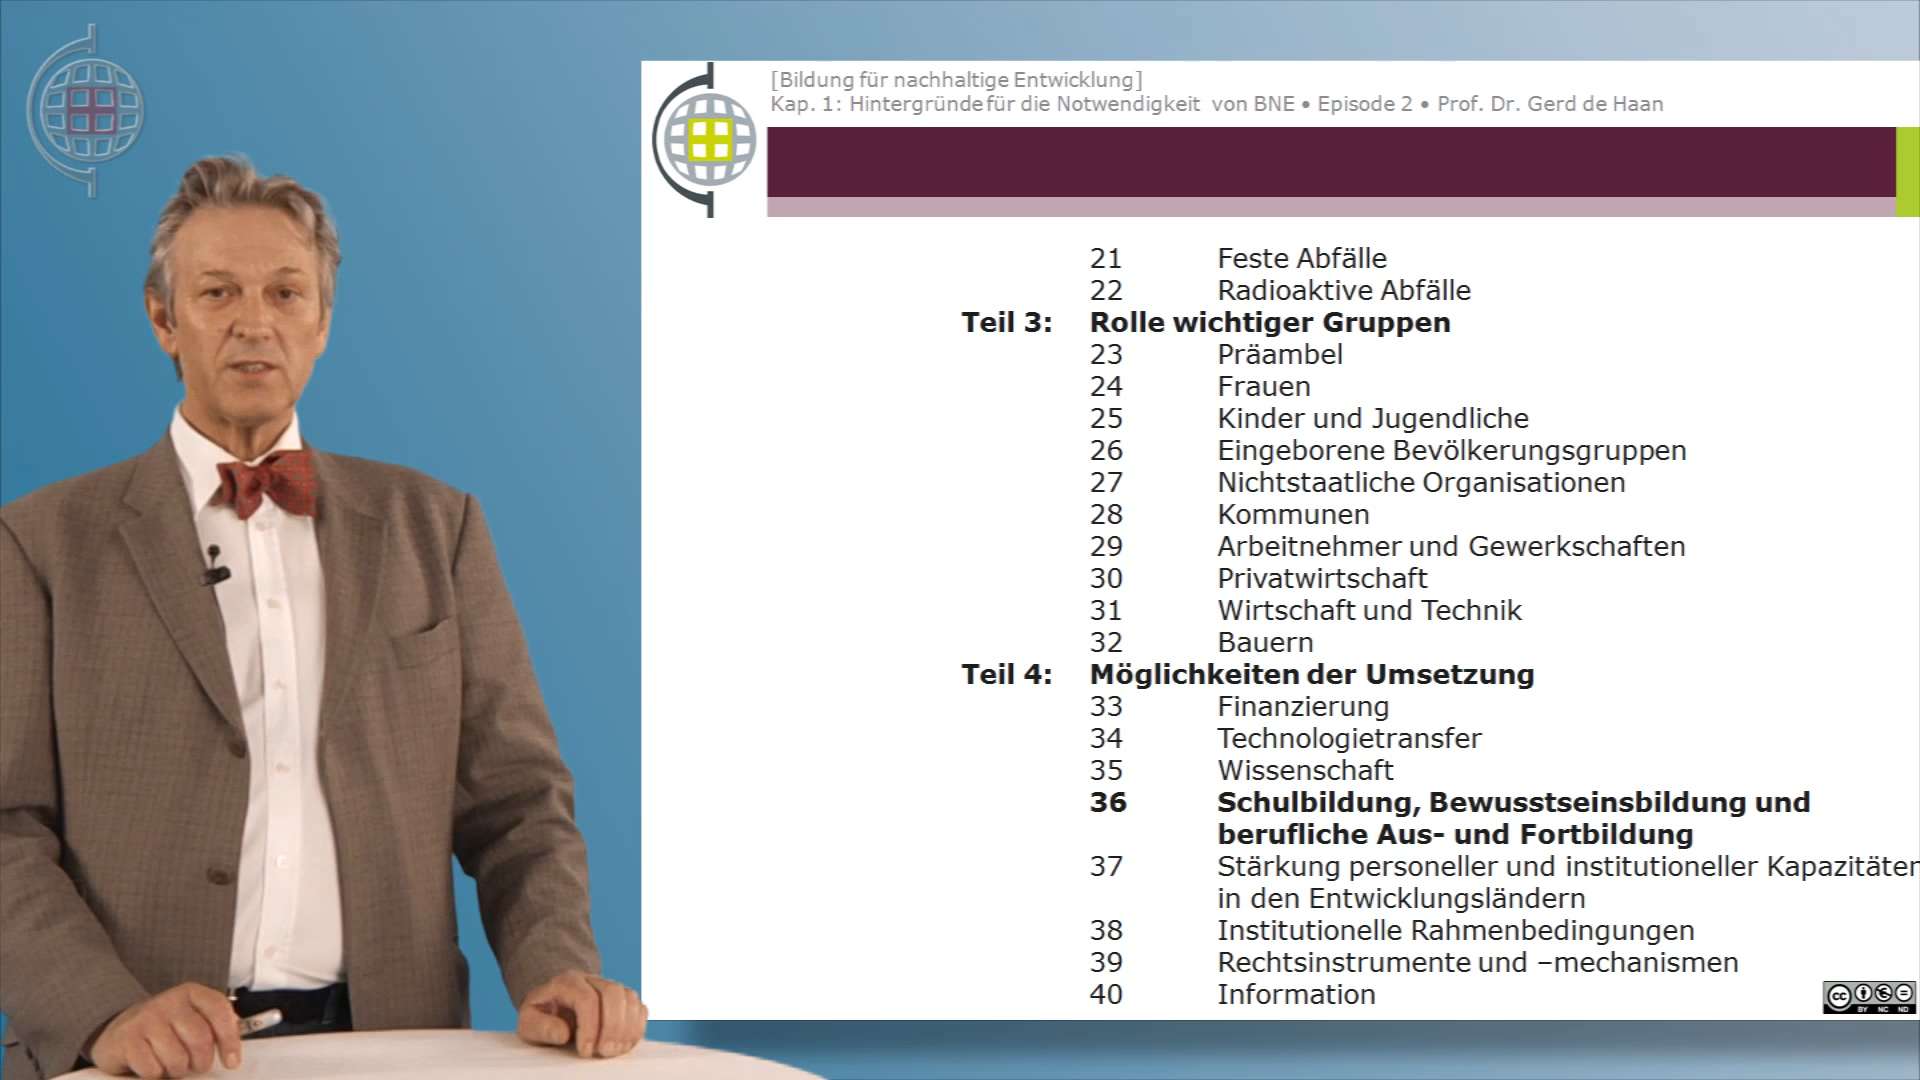 [Bildung für nachhaltige Entwicklung]
Kap. 1: Hintergründe für die Notwendigkeit von BNE • Episode 2 • Prof. Dr. Gerd de Haan
21 Feste Abfälle
22 Radioaktive Abfälle
Teil 3: Rolle wichtiger Gruppen
23 Präambel
24 Frauen
25 Kinder und Jugendliche
26 Eingeborene Bevölkerungsgruppen
27 Nichtstaatliche Organisationen
28 Kommunen
29 Arbeitnehmer und Gewerkschaften
30 Privatwirtschaft
31 Wirtschaft und Technik
32 Bauern
Teil 4: Möglichkeiten der Umsetzung
33 Finanzierung
34 Technologietransfer
35 Wissenschaft
36 Schulbildung, Bewusstseinsbildung und
berufliche Aus- und Fortbildung
37 Stärkung personeller und institutioneller Kapazitäten
in den Entwicklungsländern
38 Institutionelle Rahmenbedingungen
39 Rechtsinstrumente und –mechanismen
40 Information
cc
BY NC ND